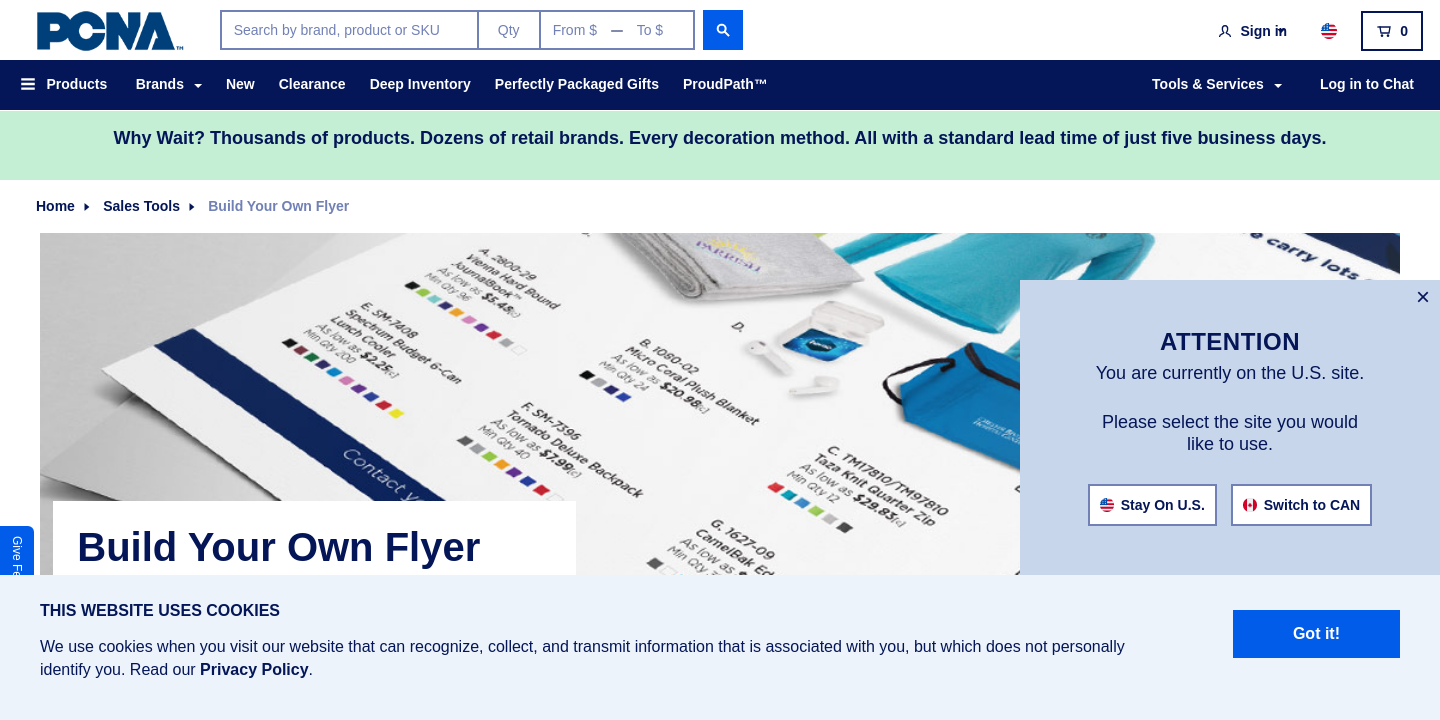 PCNA™
Search by brand, product or SKU
Qty
From $ — To $
Sign in
0
Products
Brands
New
Clearance
Deep Inventory
Perfectly Packaged Gifts
ProudPath™
Tools & Services
Log in to Chat
Why Wait? Thousands of products. Dozens of retail brands. Every decoration method. All with a standard lead time of just five business days.
Home
Sales Tools
Build Your Own Flyer
A. 2800-29
Vienna Hard Bound
JournalBook™
As low as $5.48(c)
Min Qty 96
E. SM-7408
Spectrum Budget 6-Can
Lunch Cooler
As low as $2.25(c)
Min Qty 200
D.
B. 1080-02
Micro Coral Plush Blanket
As low as $20.98(c)
Min Qty 24
F. SM-7396
Tornado Deluxe Backpack
As low as $7.99(c)
Min Qty 40
C. TM17810/TM97810
Taza Knit Quarter Zip
As low as $29.83(c)
Min Qty 12
G. 1627-09
CamelBak
Contact
carry lots
ATTENTION
You are currently on the U.S. site.
Please select the site you would
like to use.
Stay On U.S.
Switch to CAN
Build Your Own Flyer
Give
THIS WEBSITE USES COOKIES
We use cookies when you visit our website that can recognize, collect, and transmit information that is associated with you, but which does not personally
identify you. Read our Privacy Policy.
Got it!